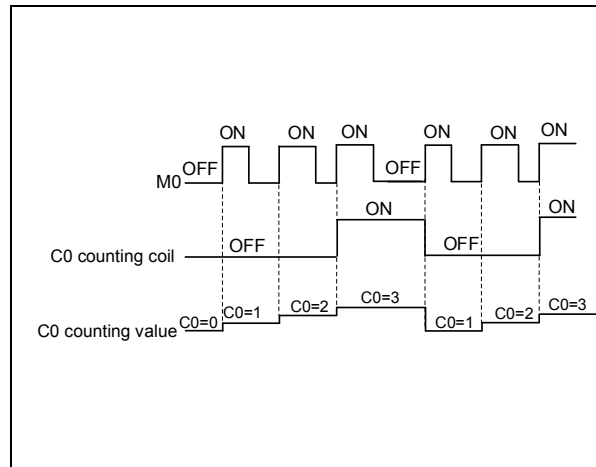 ON ON ON ON ON ON
OFF OFF
M0
ON ON
OFF OFF
C0 counting coil
C0=0 C0=1 C0=2 C0=3 C0=1 C0=2 C0=3
C0 counting value